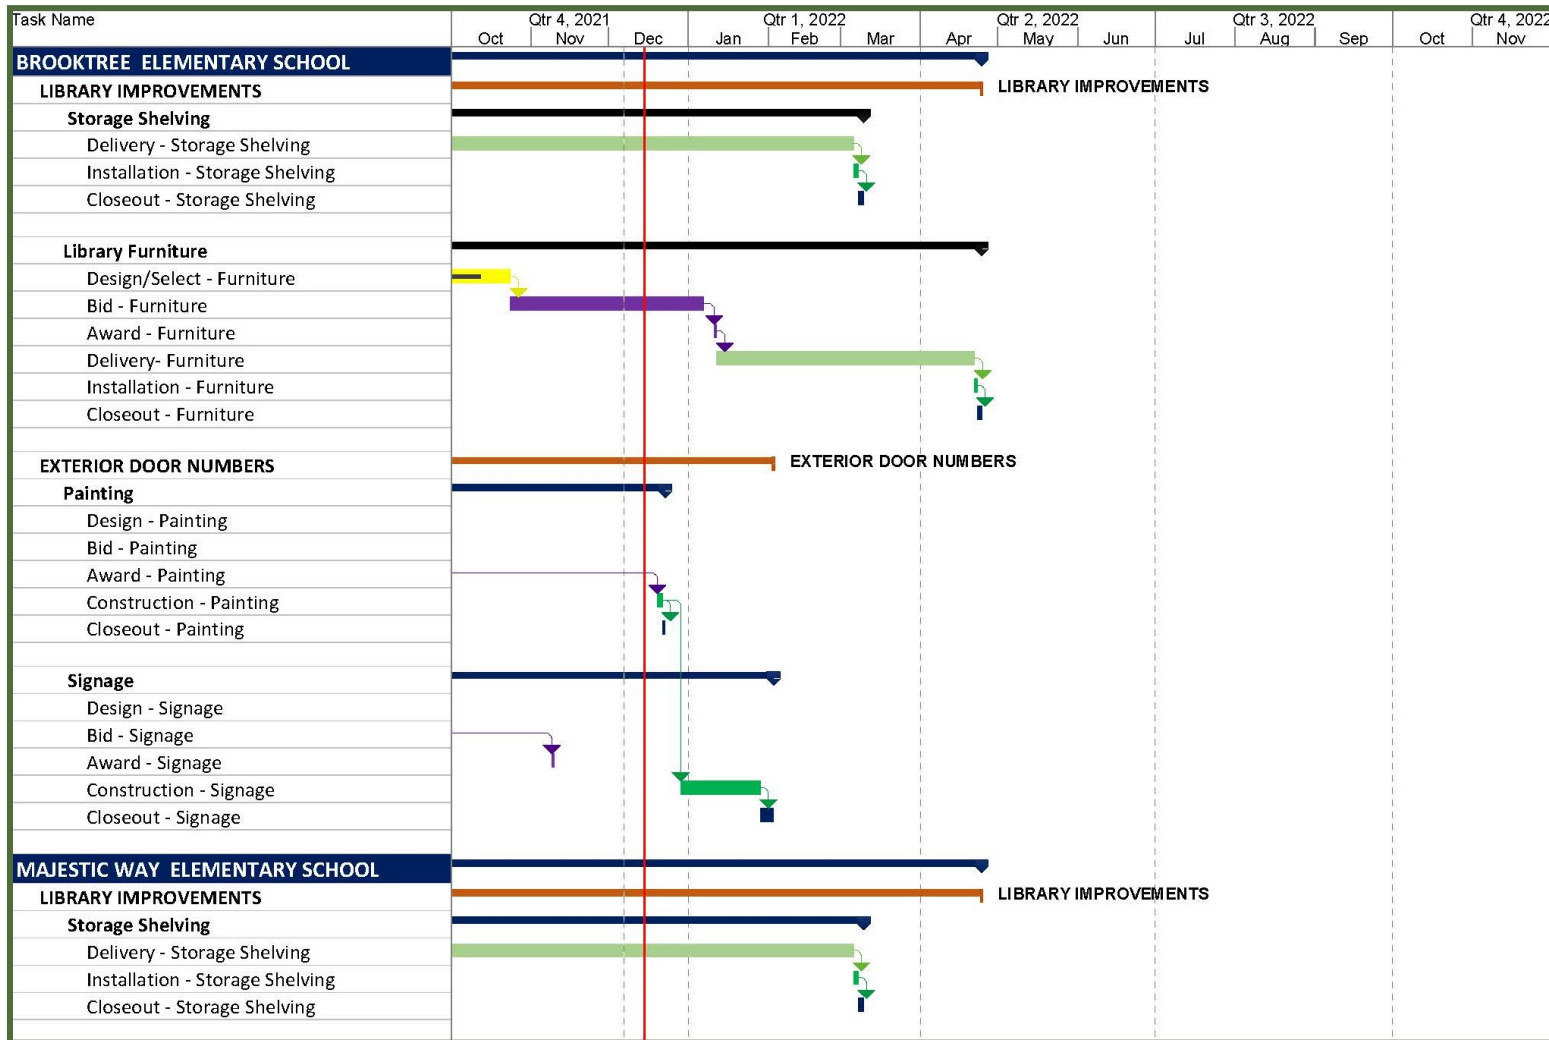 Task Name
Qtr 4, 2021 Qtr 1, 2022 Qtr 2, 2022 Qtr 3, 2022 Qtr 4, 2022
Oct Nov Dec Jan Feb Mar Apr May Jun Jul Aug Sep Oct Nov
BROOKTREE ELEMENTARY SCHOOL
LIBRARY IMPROVEMENTS LIBRARY IMPROVEMENTS
Storage Shelving
Delivery - Storage Shelving
Installation - Storage Shelving
Closeout - Storage Shelving
Library Furniture
Design/Select - Furniture
Bid - Furniture
Award - Furniture
Delivery- Furniture
Installation - Furniture
Closeout - Furniture
EXTERIOR DOOR NUMBERS EXTERIOR DOOR NUMBERS
Painting
Design - Painting
Bid - Painting
Award - Painting
Construction - Painting
Closeout - Painting
Signage
Design - Signage
Bid - Signage
Award - Signage
Construction - Signage
Closeout - Signage
MAJESTIC WAY ELEMENTARY SCHOOL
LIBRARY IMPROVEMENTS LIBRARY IMPROVEMENTS
Storage Shelving
Delivery - Storage Shelving
Installation - Storage Shelving
Closeout - Storage Shelving